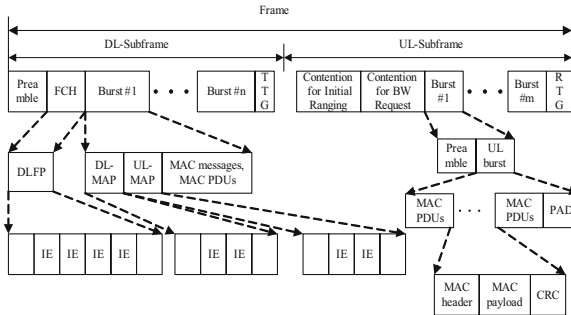 Frame
DL-Subframe UL-Subframe
Prea
mble
FCH
Burst #1
Burst #n
T
T
G
Contention
for Initial
Ranging
Contention
for BW
Request
Burst
#1
Burst
#m
R
T
G
Prea
mble
UL
burst
DLFP
DL-
MAP
UL-
MAP
MAC messages,
MAC PDUs
MAC
PDUs
MAC
PDUs
PAD
IE IE IE IE
IE IE
IE IE
MAC
header
MAC
payload
CRC